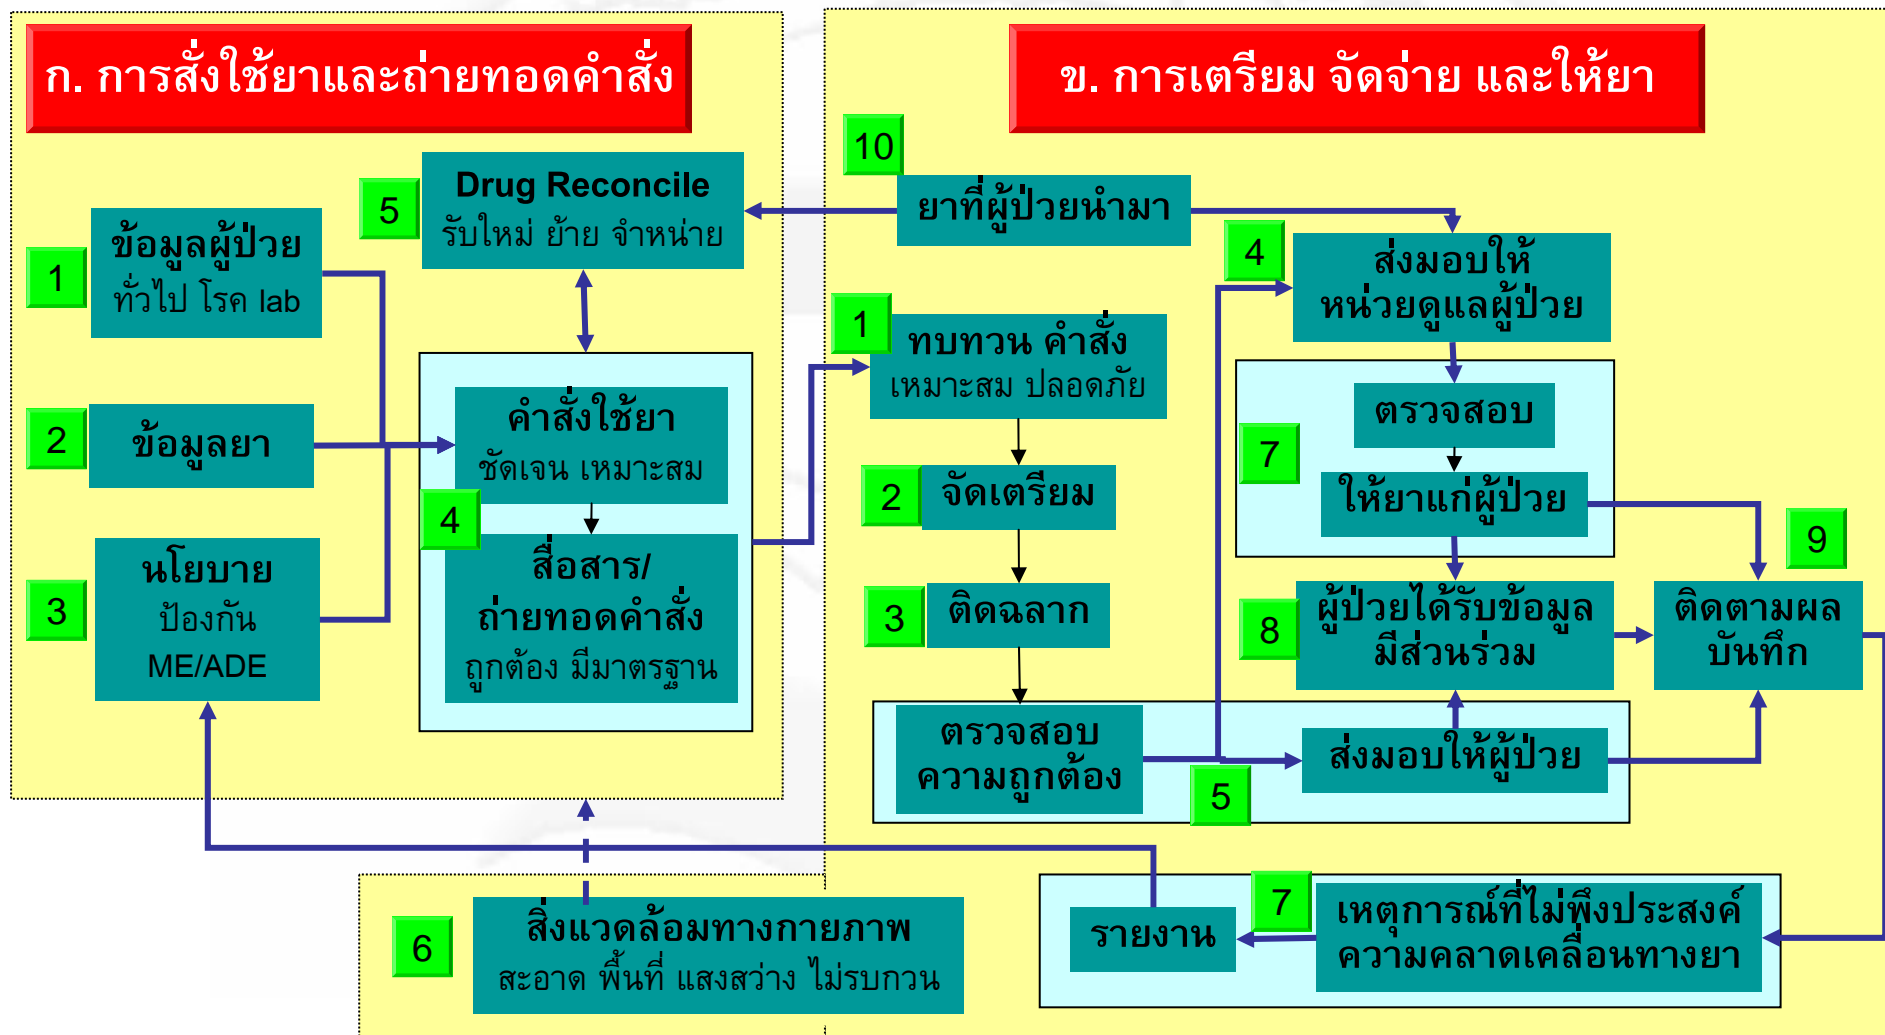 ก. การสั่งใช้ยาและถ่ายทอดคำสั่ง
5
Drug Reconcile
รับใหม่ ย้าย จำหน่าย
1
ข้อมูลผู้ป่วย
ทั่วไป โรค lab
2
ข้อมูลยา
3
นโยบาย
ป้องกัน
ME/ADE
คำสั่งใช้ยา
ชัดเจน เหมาะสม
4
สื่อสาร/
ถ่ายทอดคำสั่ง
ถูกต้อง มีมาตรฐาน
6
สิ่งแวดล้อมทางกายภาพ
สะอาด พื้นที่ แสงสว่าง ไม่รบกวน
ข. การเตรียม จัดจ่าย และให้ยา
10
ยาที่ผู้ป่วยนำมา
1
ทบทวน คำสั่ง
เหมาะสม ปลอดภัย
2
จัดเตรียม
3
ติดฉลาก
ตรวจสอบ
ความถูกต้อง
4
ส่งมอบให้
หน่วยดูแลผู้ป่วย
5
ส่งมอบให้ผู้ป่วย
7
ตรวจสอบ
ให้ยาแก่ผู้ป่วย
8
ผู้ป่วยได้รับข้อมูล
มีส่วนร่วม
9
ติดตามผล
บันทึก
7
เหตุการณ์ที่ไม่พึงประสงค์
ความคลาดเคลื่อนทางยา
รายงาน